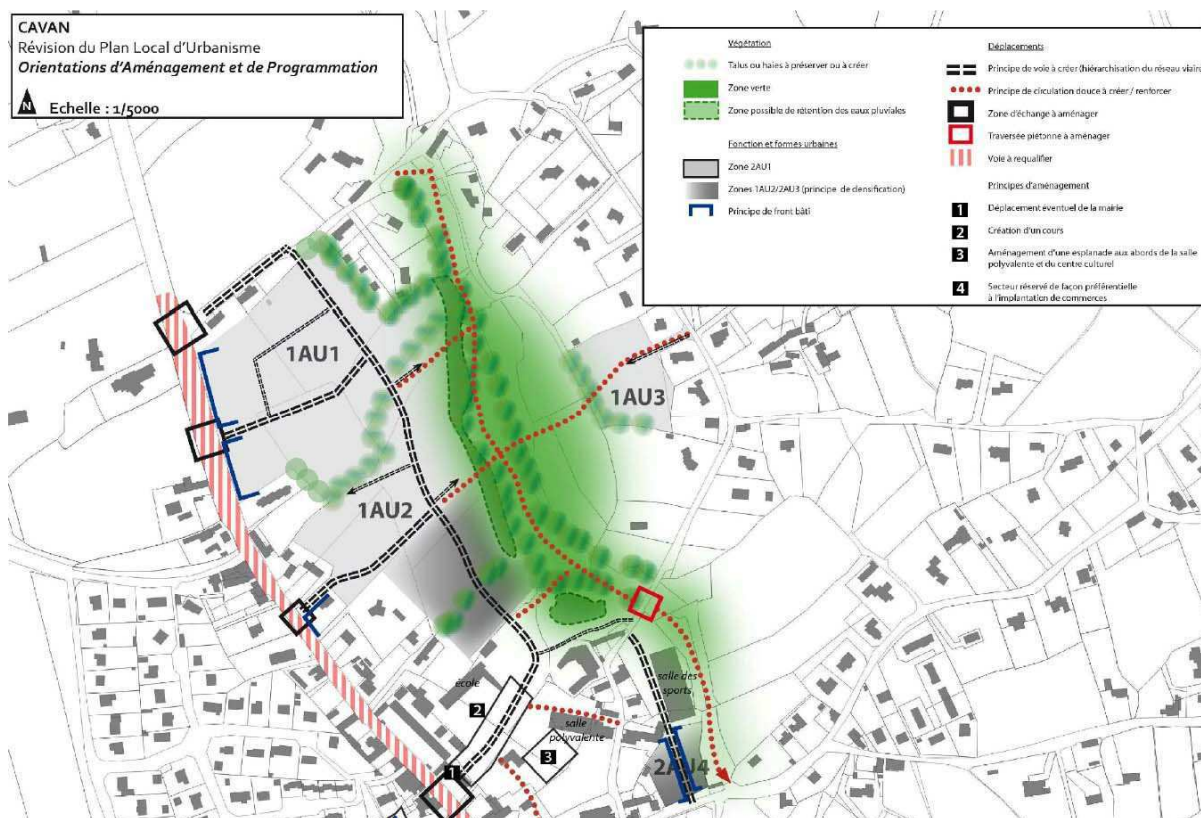 CAVAN
Révision du Plan Local d'Urbanisme
Orientations d'Aménagement et de Programmation
N Echelle : 1/5000
Végétation
Talus ou haies à préserver ou à créer
Zone verte
Zone possible de rétention des eaux pluviales
Fonction et formes urbaines
Zone 2AU1
Zones 1AU2/2AU3 (principe de densification)
Principe de front bâti
Déplacements
Principe de voie à créer (hiérarchisation du réseau viaire)
Principe de circulation douce à créer / renforcer
Zone d'échange à aménager
Traversée piétonne à aménager
Voie à requalifier
Principes d'aménagement
1 Déplacement éventuel de la mairie
2 Création d'un cours
3 Aménagement d'une esplanade aux abords de la salle
polyvalente et du centre culturel
4 Secteur réservé de façon préférentielle
à l'implantation de commerces
1AU1
1AU3
1AU2
école
2
salle des
sports
salle
polyvalente
3
1
2AU4